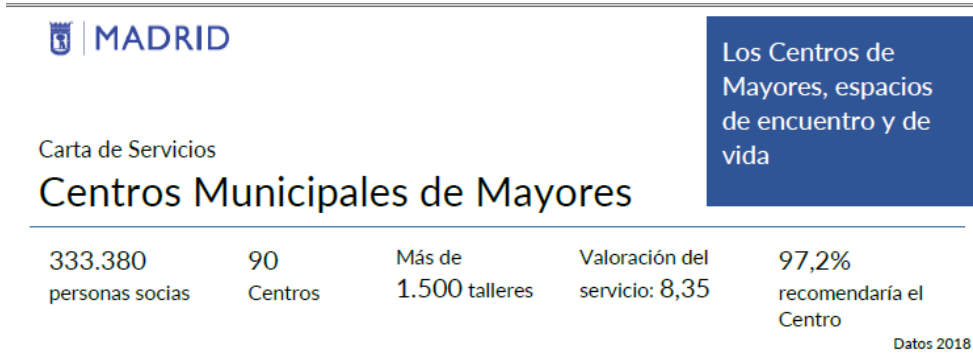 MADRID
Los Centros de
Mayores, espacios
de encuentro y de
vida
Carta de Servicios
Centros Municipales de Mayores
333.380
personas socias
90
Centros
Más de
1.500 talleres
Valoración del
servicio: 8,35
97,2%
recomendaría el
Centro
Datos 2018